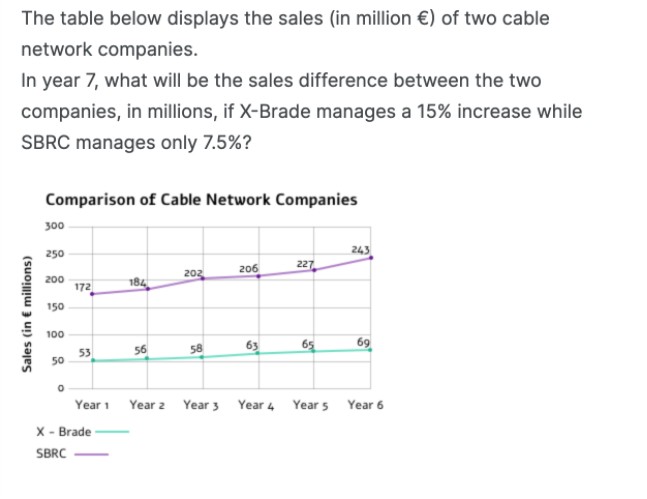 The table below displays the sales (in million €) of two cable
network companies.
In year 7, what will be the sales difference between the two
companies, in millions, if X-Brade manages a 15% increase while
SBRC manages only 7.5%?
Comparison of Cable Network Companies
Sales (in € millions)
300
250
200
150
100
50
0
172
184
202
206
227
243
53
56
58
63
65
69
Year 1 Year 2 Year 3 Year 4 Year 5 Year 6
X - Brade
SBRC